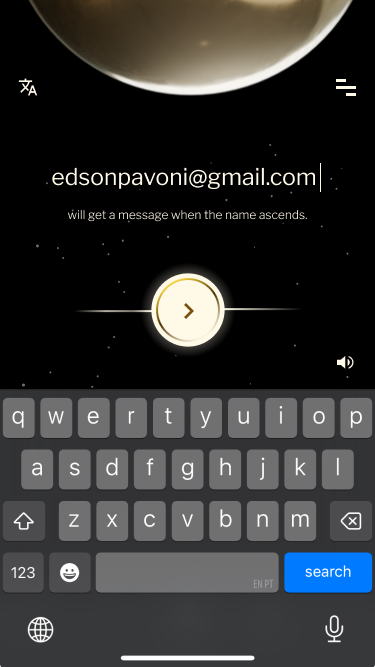 edsonpavoni@gmail.com
will get a message when the name ascends.
q w e r t y u i o p
a s d f g h j k l
z x c v b n m
123
EN PT
search